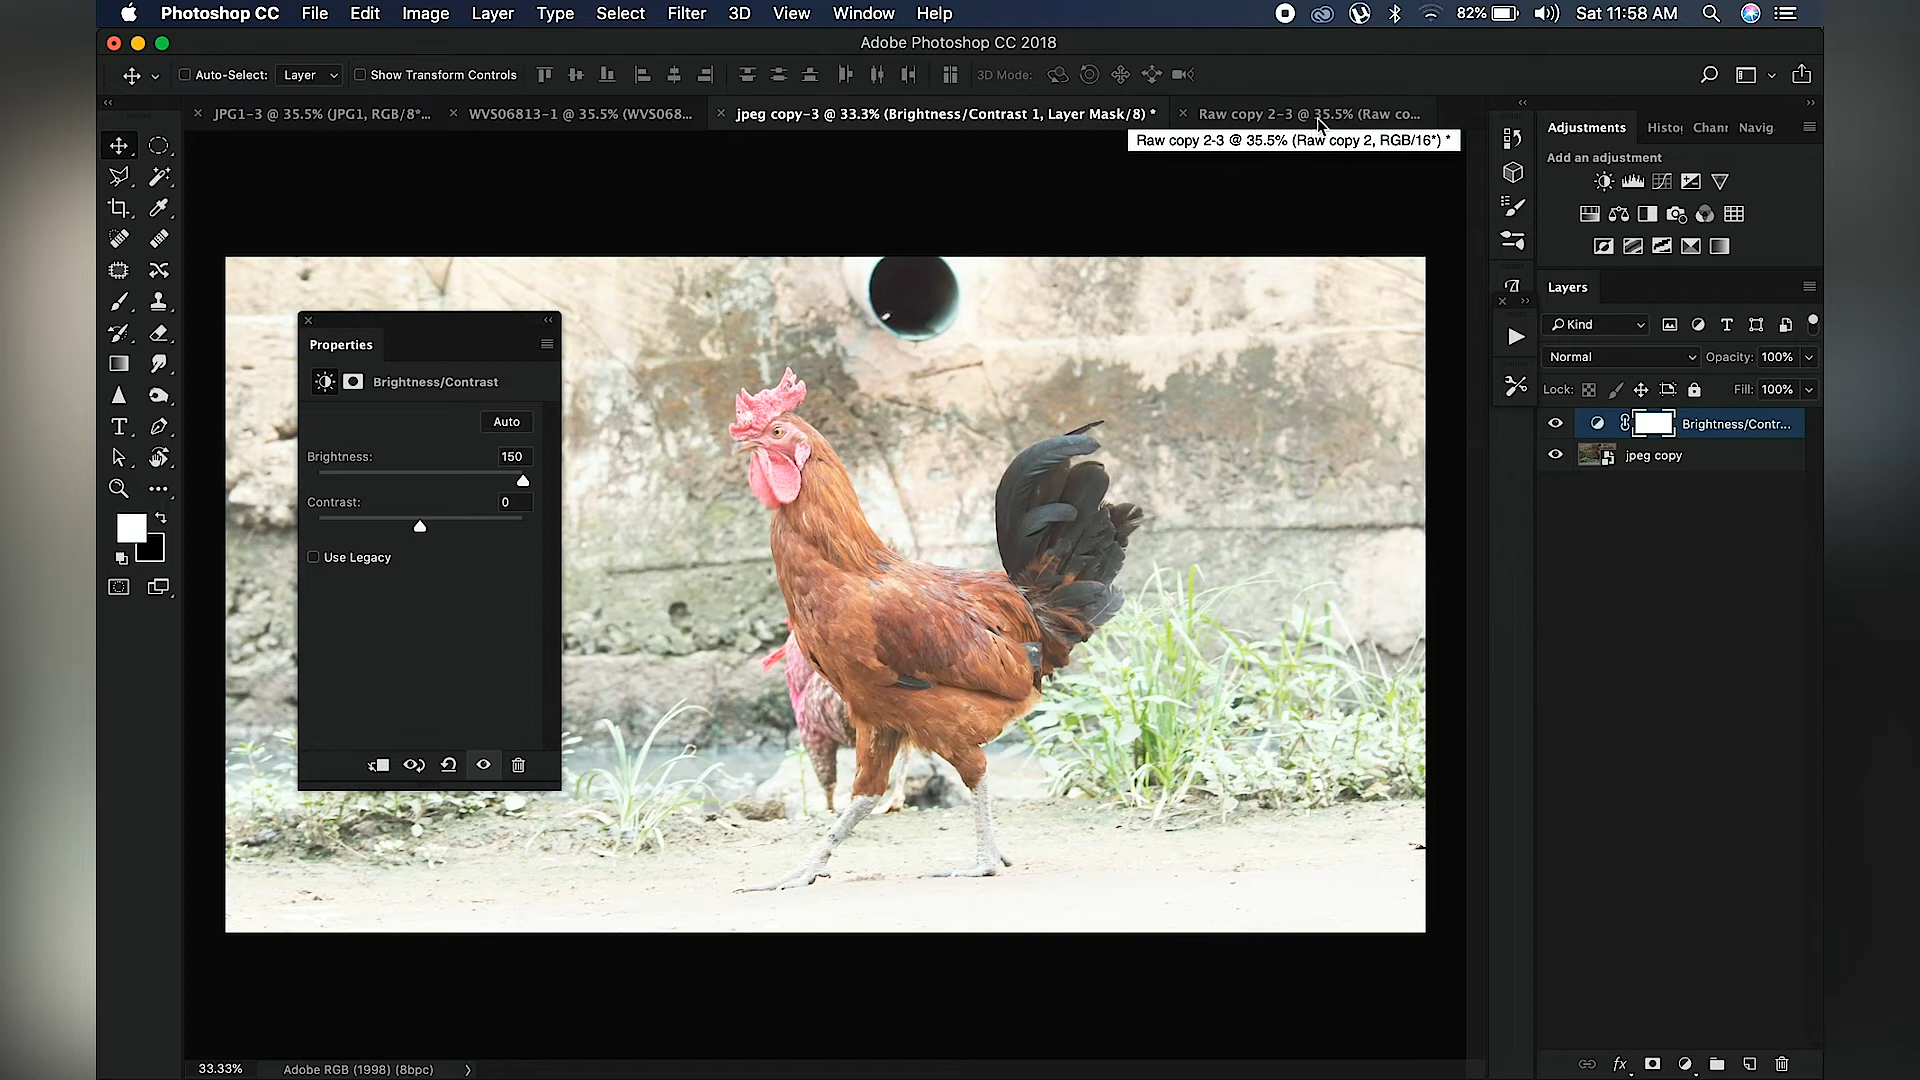 Photoshop CC File Edit Image Layer Type Select Filter 3D View Window Help 82% Sat 11:58 AM
Adobe Photoshop CC 2018
Auto-Select: Layer Show Transform Controls 3D Mode:
JPG1-3 @ 35.5% (JPG1, RGB/8*... WVS06813-1 @ 35.5% (WVS068... jpeg copy-3 @ 33.3% (Brightness/Contrast 1, Layer Mask/8) * Raw copy 2-3 @ 35.5% (Raw co...
Raw copy 2-3 @ 35.5% (Raw copy 2, RGB/16*) *
Adjustments Histo Chann Navig
Add an adjustment
Layers
Kind
Normal Opacity: 100%
Lock: Fill: 100%
Brightness/Contr...
jpeg copy
Properties
Brightness/Contrast
Auto
Brightness: 150
Contrast: 0
Use Legacy
33.33% Adobe RGB (1998) (8bpc)